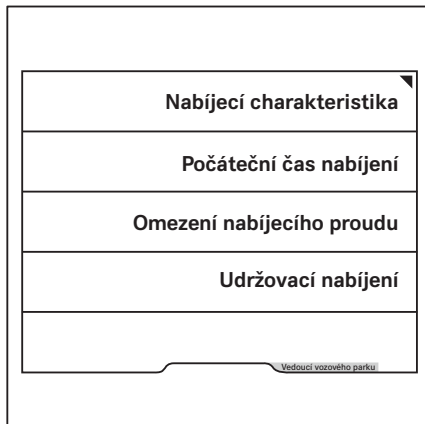 Nabíjecí charakteristika
Počáteční čas nabíjení
Omezení nabíjecího proudu
Udržovací nabíjení
Vedoucí vozového parku